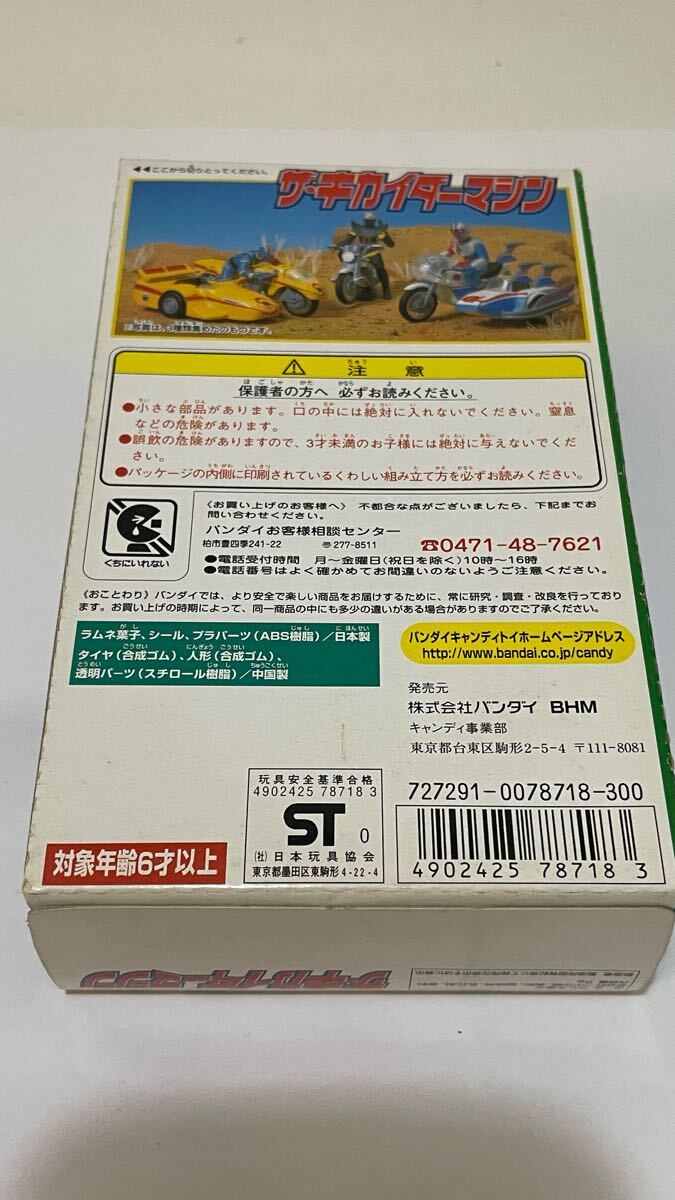 ◀◀ここから切りとってください。
ザ・キカイダーマシン
写真は、3種類集めたものです。
注意
保護者の方へ 必ずお読みください。
●小さな部品があります。口の中には絶対に入れないでください。窒息
などの危険があります。
●誤飲の危険がありますので、3才未満のお子様には絶対に与えないでくだ
さい。
●パッケージの内側に印刷されているくわしい組み立て方を必ずお読みください。
くちにいれない
〈お買い上げのお客様へ〉 不都合な点がございましたら、下記までお
問い合わせください。
バンダイお客様相談センター
柏市豊四季241-22 〠277-8511 ☎0471-48-7621
●電話受付時間 月〜金曜日(祝日を除く)10時〜16時
●電話番号はよく確かめてお間違いのないようご注意ください。
《おことわり》バンダイでは、より安全で楽しい商品をお届けするために、常に研究・調査・改良を行っております。
お買い上げの時期によって、同一商品の中にも多少の違いがある場合がありますのでご了承ください。
ラムネ菓子、シール、プラパーツ(ABS樹脂)/日本製
タイヤ(合成ゴム)、人形(合成ゴム)、
透明パーツ(スチロール樹脂)/中国製
バンダイキャンディトイホームページアドレス
http://www.bandai.co.jp/candy
発売元
株式会社バンダイ BHM
キャンディ事業部
東京都台東区駒形2-5-4 〒111-8081
玩具安全基準合格
4902425 78718 3
ST 0
(社)日本玩具協会
東京都墨田区東駒形4-22-4
727291-0078718-300
4902425 787183
対象年齢6才以上
ザ・キカイダーマシン